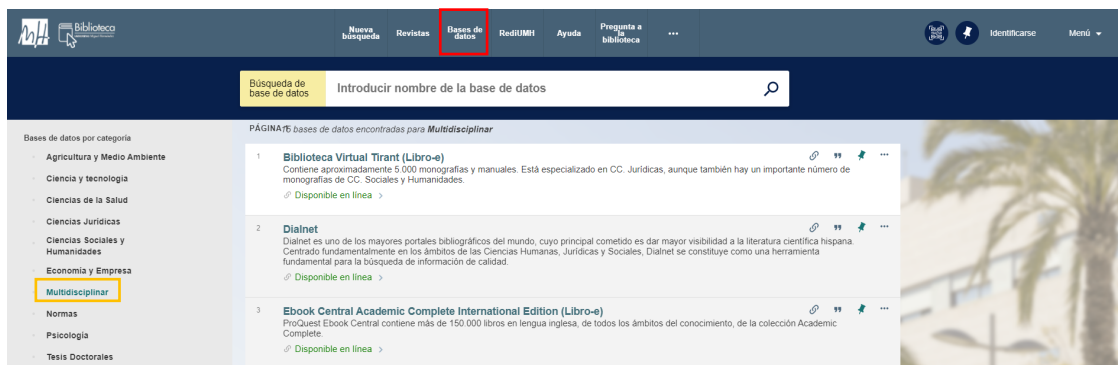 Biblioteca
Nueva búsqueda
Revistas
Bases de datos
RediUMH
Ayuda
Pregunta a la biblioteca
Identificarse
Menú
Búsqueda de base de datos
Introducir nombre de la base de datos
Bases de datos por categoría
Agricultura y Medio Ambiente
Ciencia y tecnología
Ciencias de la Salud
Ciencias Jurídicas
Ciencias Sociales y
Humanidades
Economía y Empresa
Multidisciplinar
Normas
Psicología
Tesis Doctorales
PÁGINA 1 bases de datos encontradas para Multidisciplinar
1 Biblioteca Virtual Tirant (Libro-e)
Contiene aproximadamente 5.000 monografías y manuales. Está especializado en CC. Jurídicas, aunque también hay un importante número de
monografías de CC. Sociales y Humanidades.
Disponible en línea
2 Dialnet
Dialnet es uno de los mayores portales bibliográficos del mundo, cuyo principal cometido es dar mayor visibilidad a la literatura científica hispana.
Centrado fundamentalmente en los ámbitos de las Ciencias Humanas, Jurídicas y Sociales, Dialnet se constituye como una herramienta
fundamental para la búsqueda de información de calidad.
Disponible en línea
3 Ebook Central Academic Complete International Edition (Libro-e)
ProQuest Ebook Central contiene más de 150.000 libros en lengua inglesa, de todos los ámbitos del conocimiento, de la colección Academic
Complete.
Disponible en línea